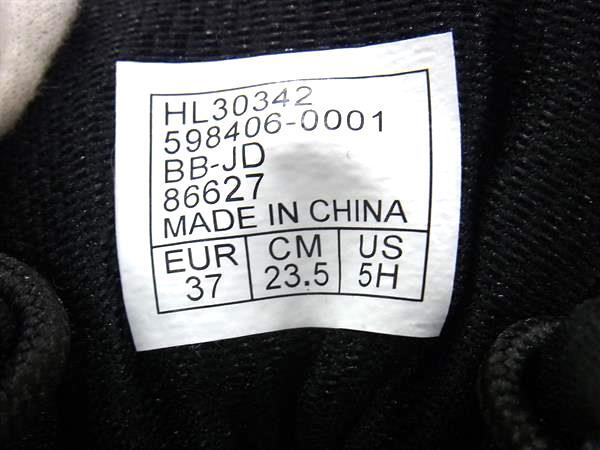 HL30342
598406-0001
BB-JD
86627
MADE IN CHINA
EUR CM US
37 23.5 5H